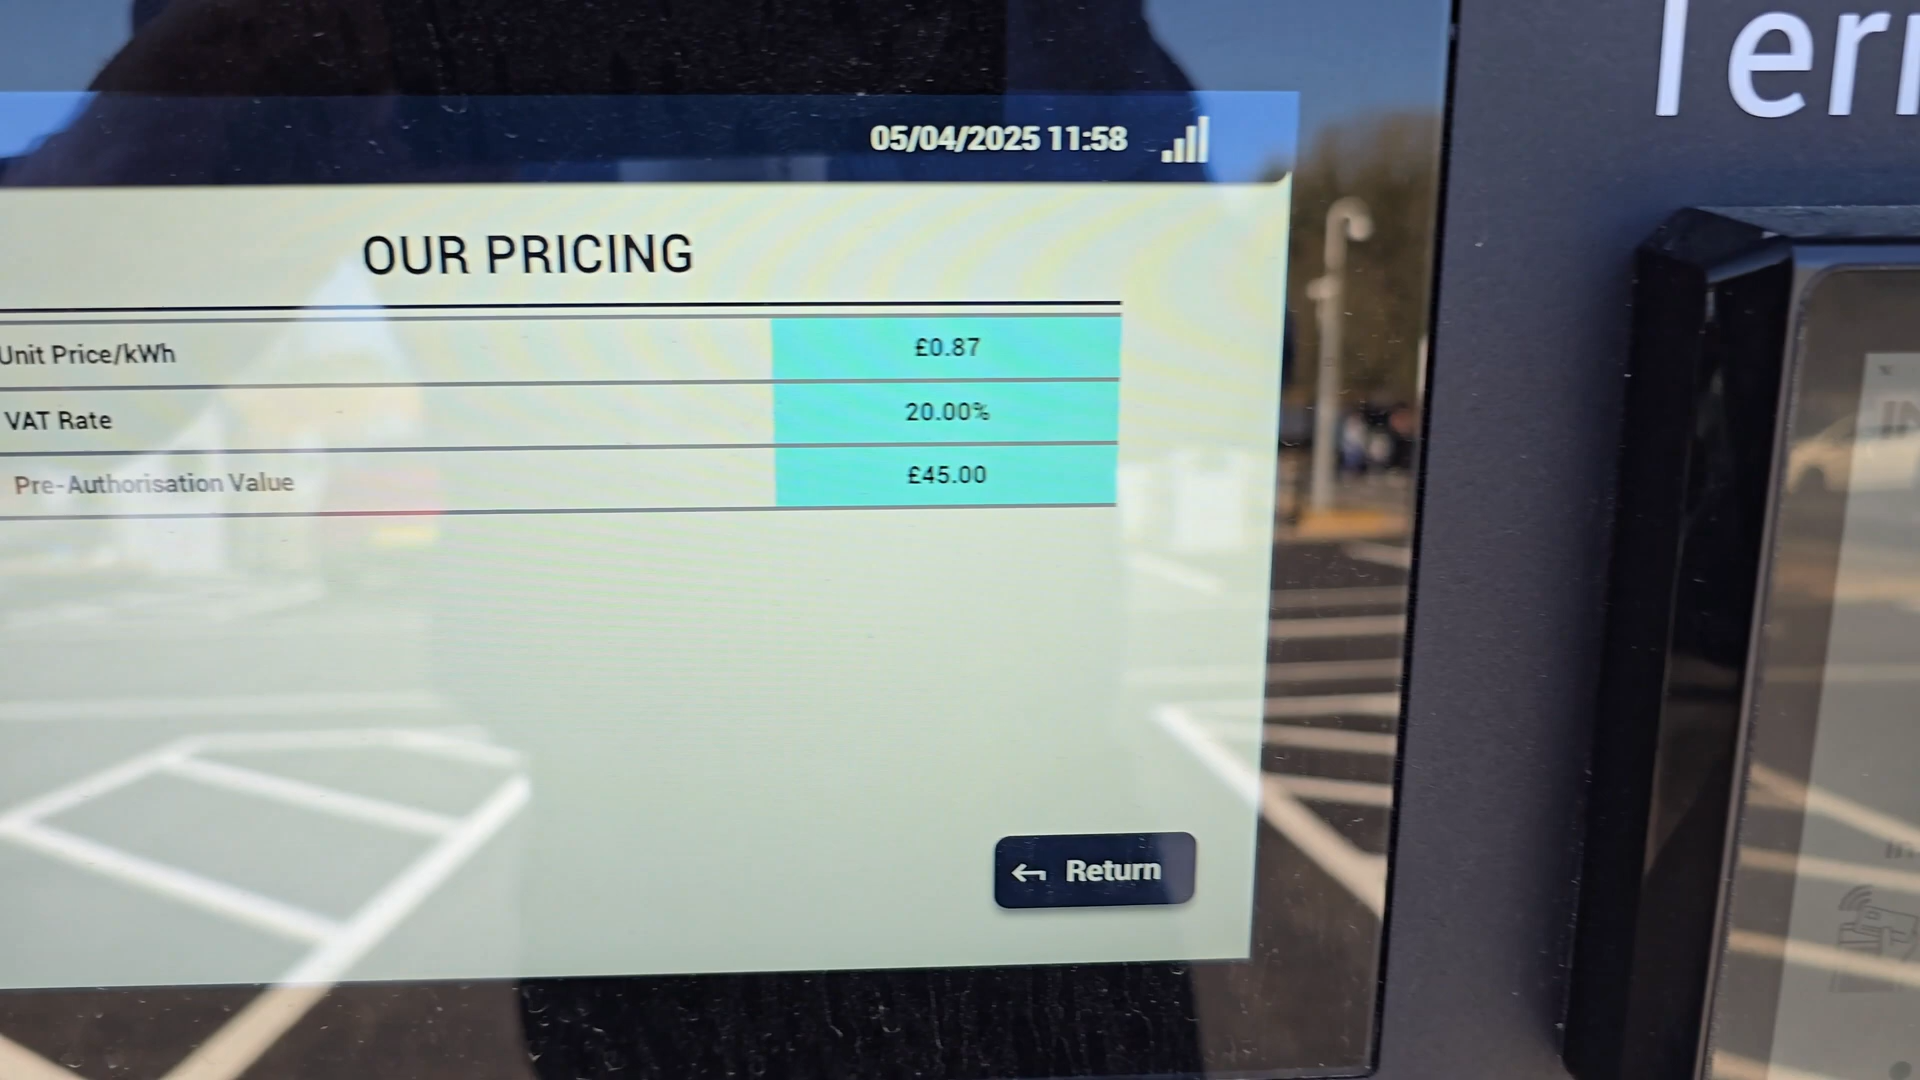 05/04/2025 11:58
OUR PRICING
Unit Price/kWh £0.87
VAT Rate 20.00%
Pre-Authorisation Value £45.00
Return